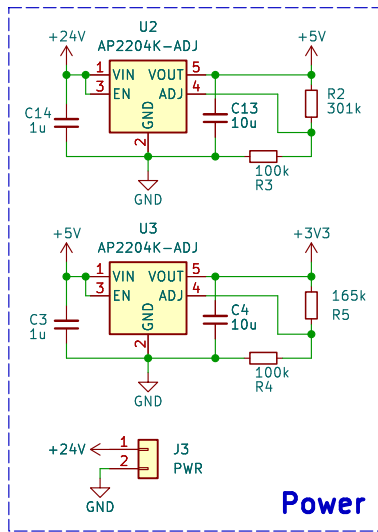 U2
AP2204K-ADJ
+24V
+5V
1 VIN VOUT 5
3 EN ADJ 4
GND
2
C14
1u
C13
10u
R2
301k
100k
R3
GND
U3
AP2204K-ADJ
+5V
+3V3
1 VIN VOUT 5
3 EN ADJ 4
GND
2
C3
1u
C4
10u
165k
R5
100k
R4
GND
+24V
1
2
J3
PWR
GND
Power